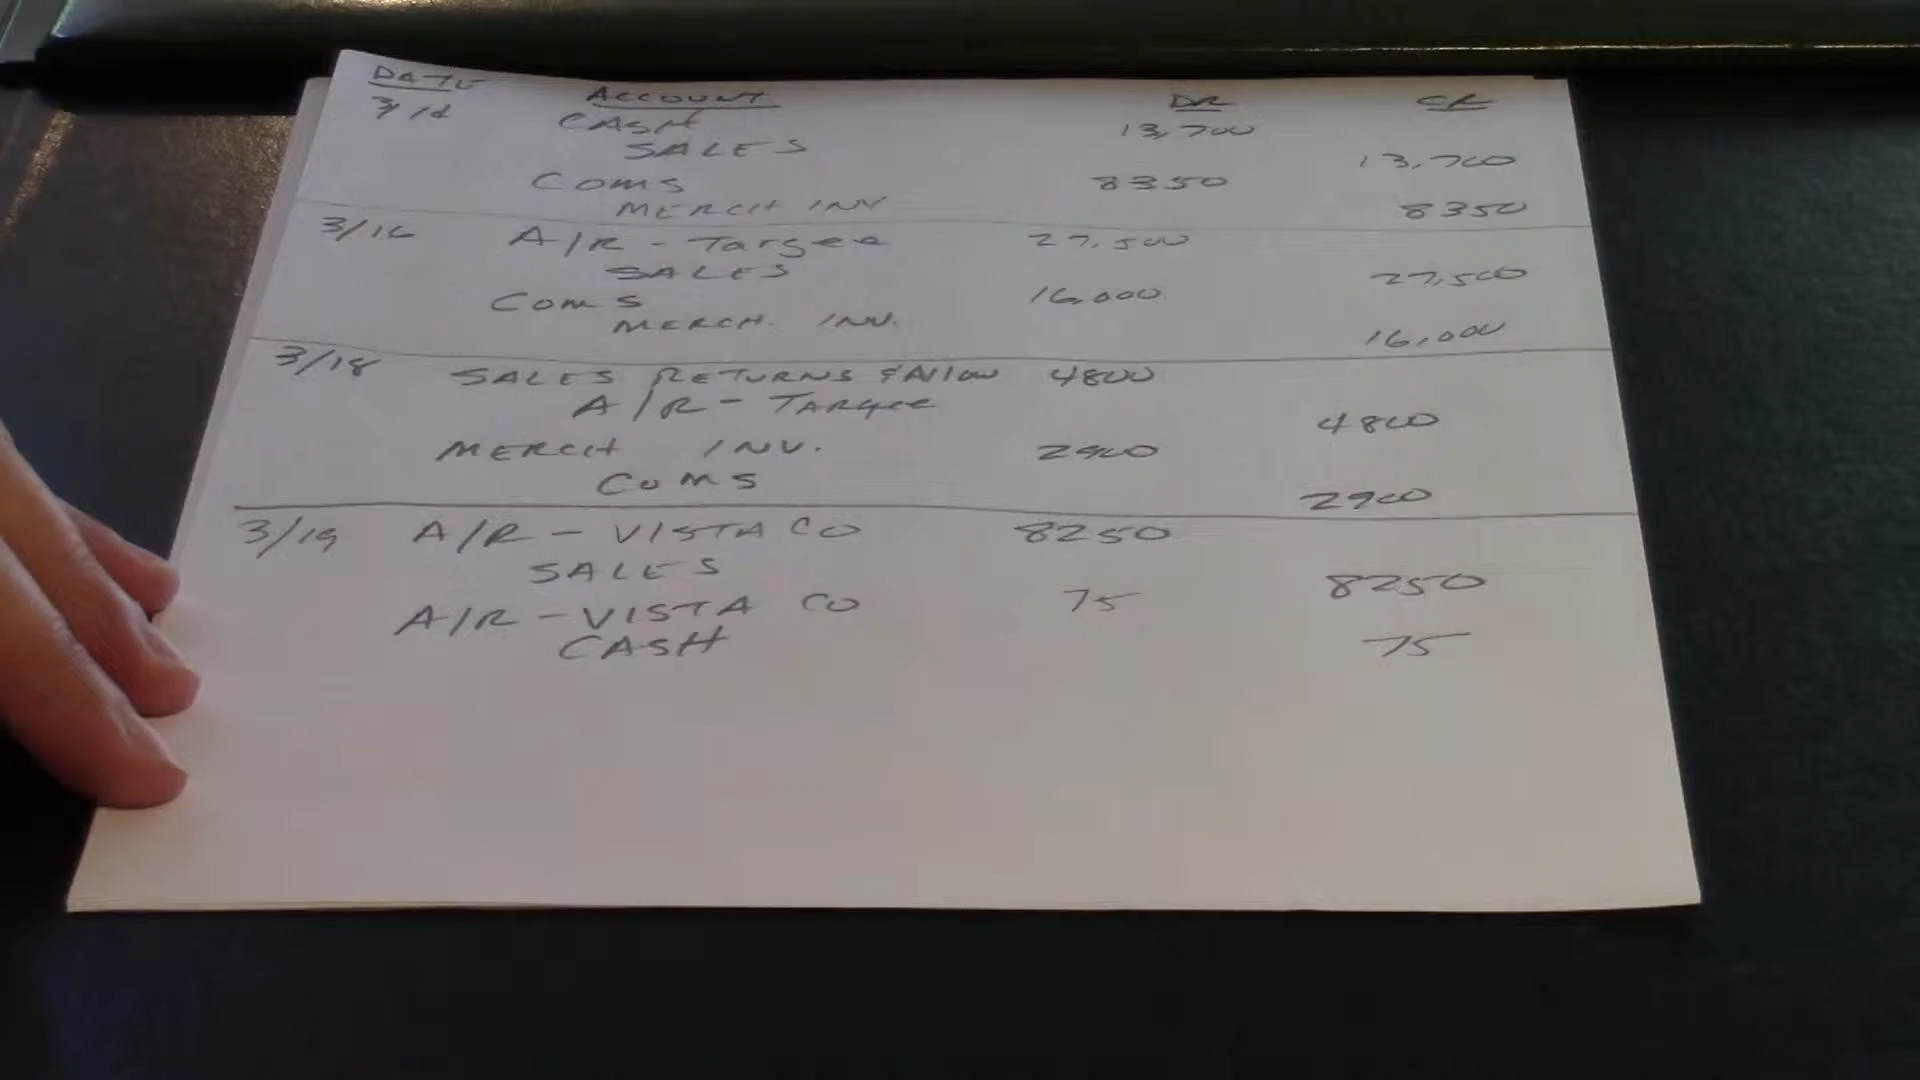 DATE ACCOUNT DR CR
3/12 CASH 13,700
SALES 13,700
COMS 8350
MERCH INV 8350
3/16 A/R - Targee 27,500
SALES 27,500
COMS 16,000
MERCH. INV. 16,000
3/18 SALES RETURNS & Allow 4800
A/R - TARgee 4800
MERCH INV. 2900
COMS 2900
3/19 A/R - VISTA CO 8250
SALES 8250
A/R - VISTA CO 75
CASH 75